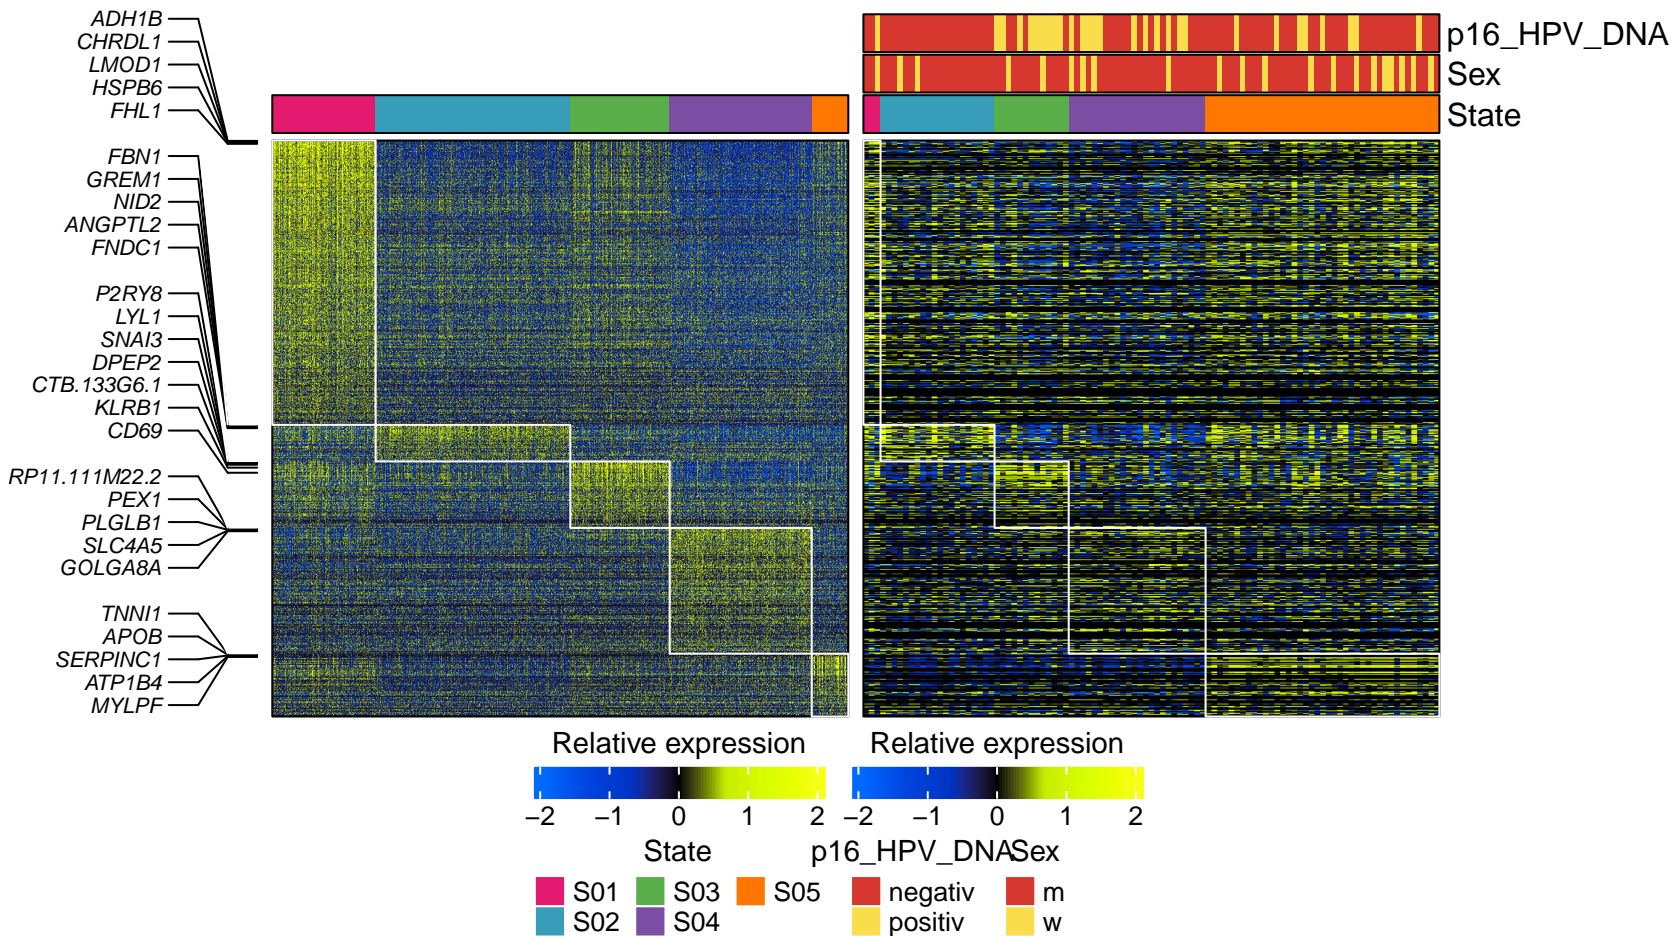 ADH1B
CHRDL1
LMOD1
HSPB6
FHL1
FBN1
GREM1
NID2
ANGPTL2
FNDC1
P2RY8
LYL1
SNAI3
DPEP2
CTB.133G6.1
KLRB1
CD69
RP11.111M22.2
PEX1
PLGLB1
SLC4A5
GOLGA8A
TNNI1
APOB
SERPINC1
ATP1B4
MYLPF
p16_HPV_DNA
Sex
State
Relative expression Relative expression
−2 −1 0 1 2 −2 −1 0 1 2
State p16_HPV_DNA Sex
S01 S03 S05 negativ m
S02 S04 positiv w